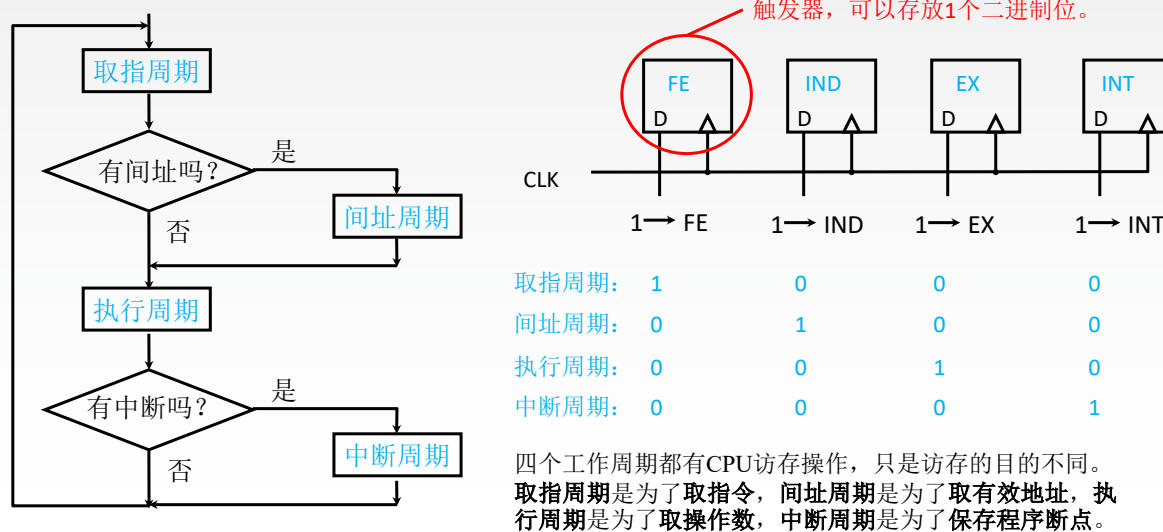 触发器，可以存放1个二进制位。
取指周期
有间址吗？
是
间址周期
否
执行周期
有中断吗？
是
中断周期
否
FE IND EX INT
D D D D
CLK
1→ FE 1→ IND 1→ EX 1→ INT
取指周期： 1 0 0 0
间址周期： 0 1 0 0
执行周期： 0 0 1 0
中断周期： 0 0 0 1
四个工作周期都有CPU访存操作，只是访存的目的不同。
取指周期是为了取指令，间址周期是为了取有效地址，执
行周期是为了取操作数，中断周期是为了保存程序断点。